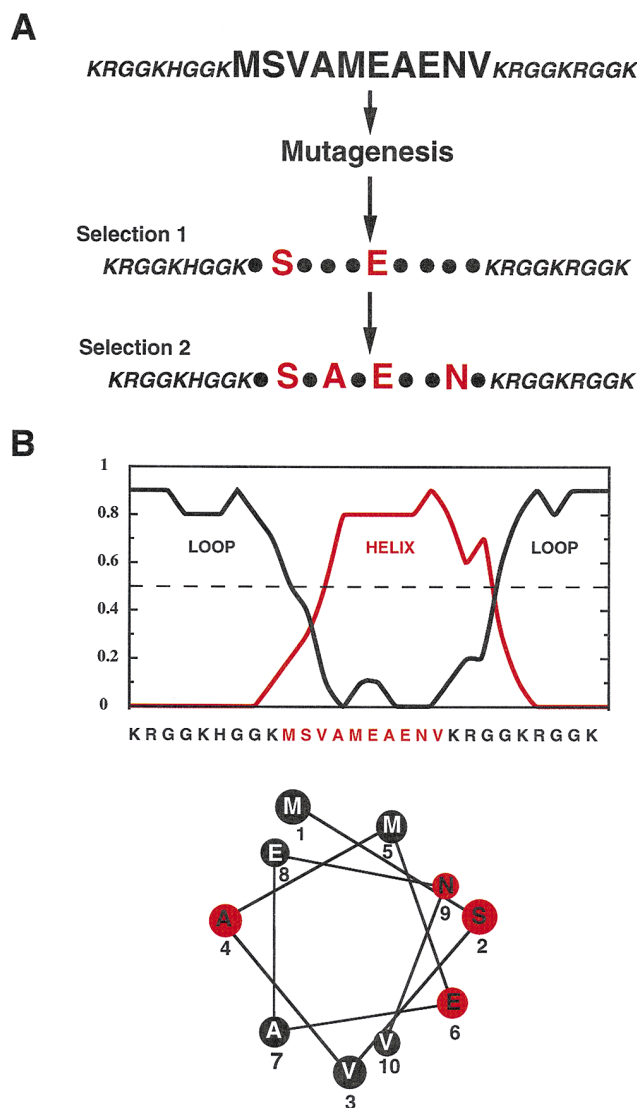 A
KRGGKHGGKMSVAMEAENVKRGGKRGGK
Mutagenesis
Selection 1
KRGGKHGGK●S●●●E●●●●KRGGKRGGK
Selection 2
KRGGKHGGK●S●A●E●●N●KRGGKRGGK
B
1
0.8
LOOP HELIX LOOP
0.6
0.4
0.2
0
KRGGKHGGKMSVAMEAENVKRGGKRGGK
M
1
M
5
E
8
N
9
S
2
A
4
E
6
A
7
V
10
V
3